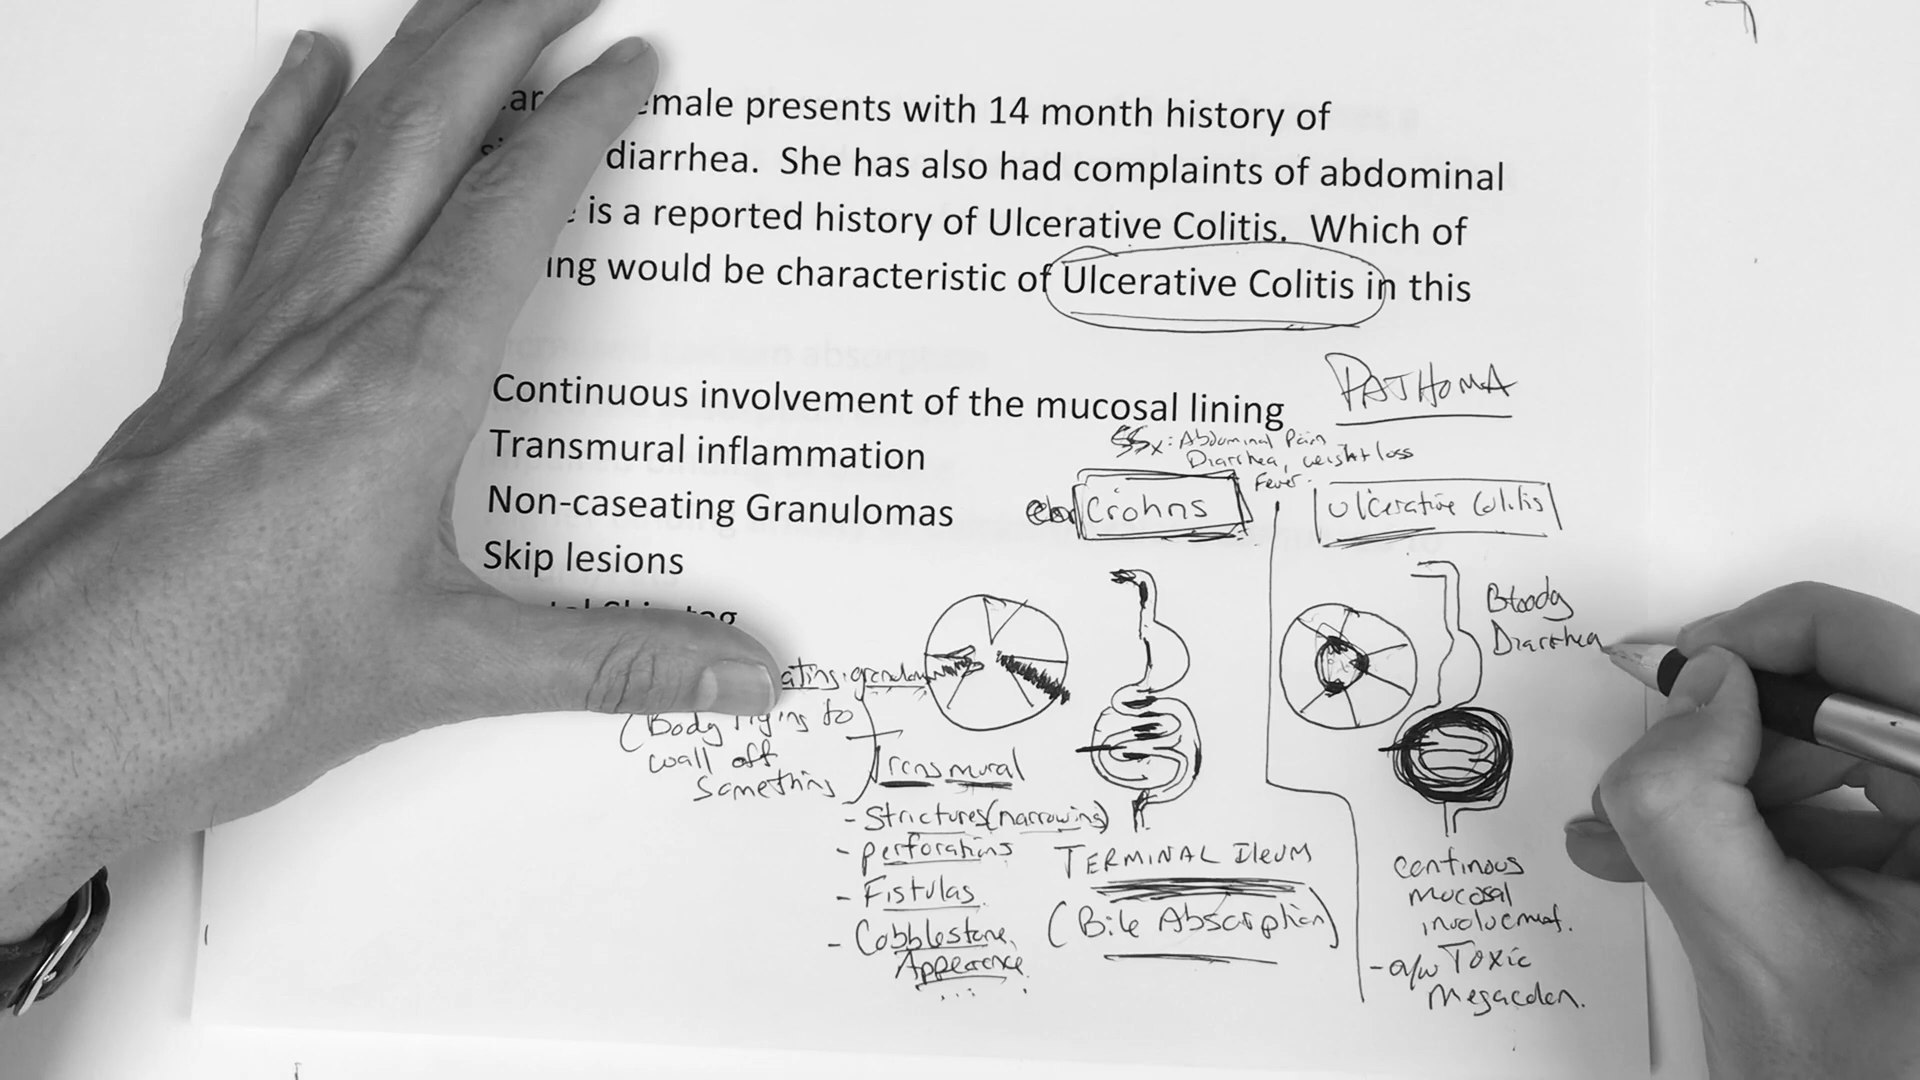 female presents with 14 month history of
diarrhea. She has also had complaints of abdominal
is a reported history of Ulcerative Colitis. Which of
ing would be characteristic of Ulcerative Colitis in this
Continuous involvement of the mucosal lining
Transmural inflammation
Non-caseating Granulomas
Skip lesions
PATHOMA
SSx: Abdominal Pain
Diarrhea, weight loss
Fever.
Crohns
Ulcerative Colitis
Bloody
Diarrhea
(Body trying to
wall off
Something
Transmural
- Strictures (narrowing)
- perforations
- Fistulas.
- Cobblestone
Appearence
TERMINAL Ileum
(Bile Absorption)
Continous
mucosal
involvement.
- a/w Toxic
Megacolon.